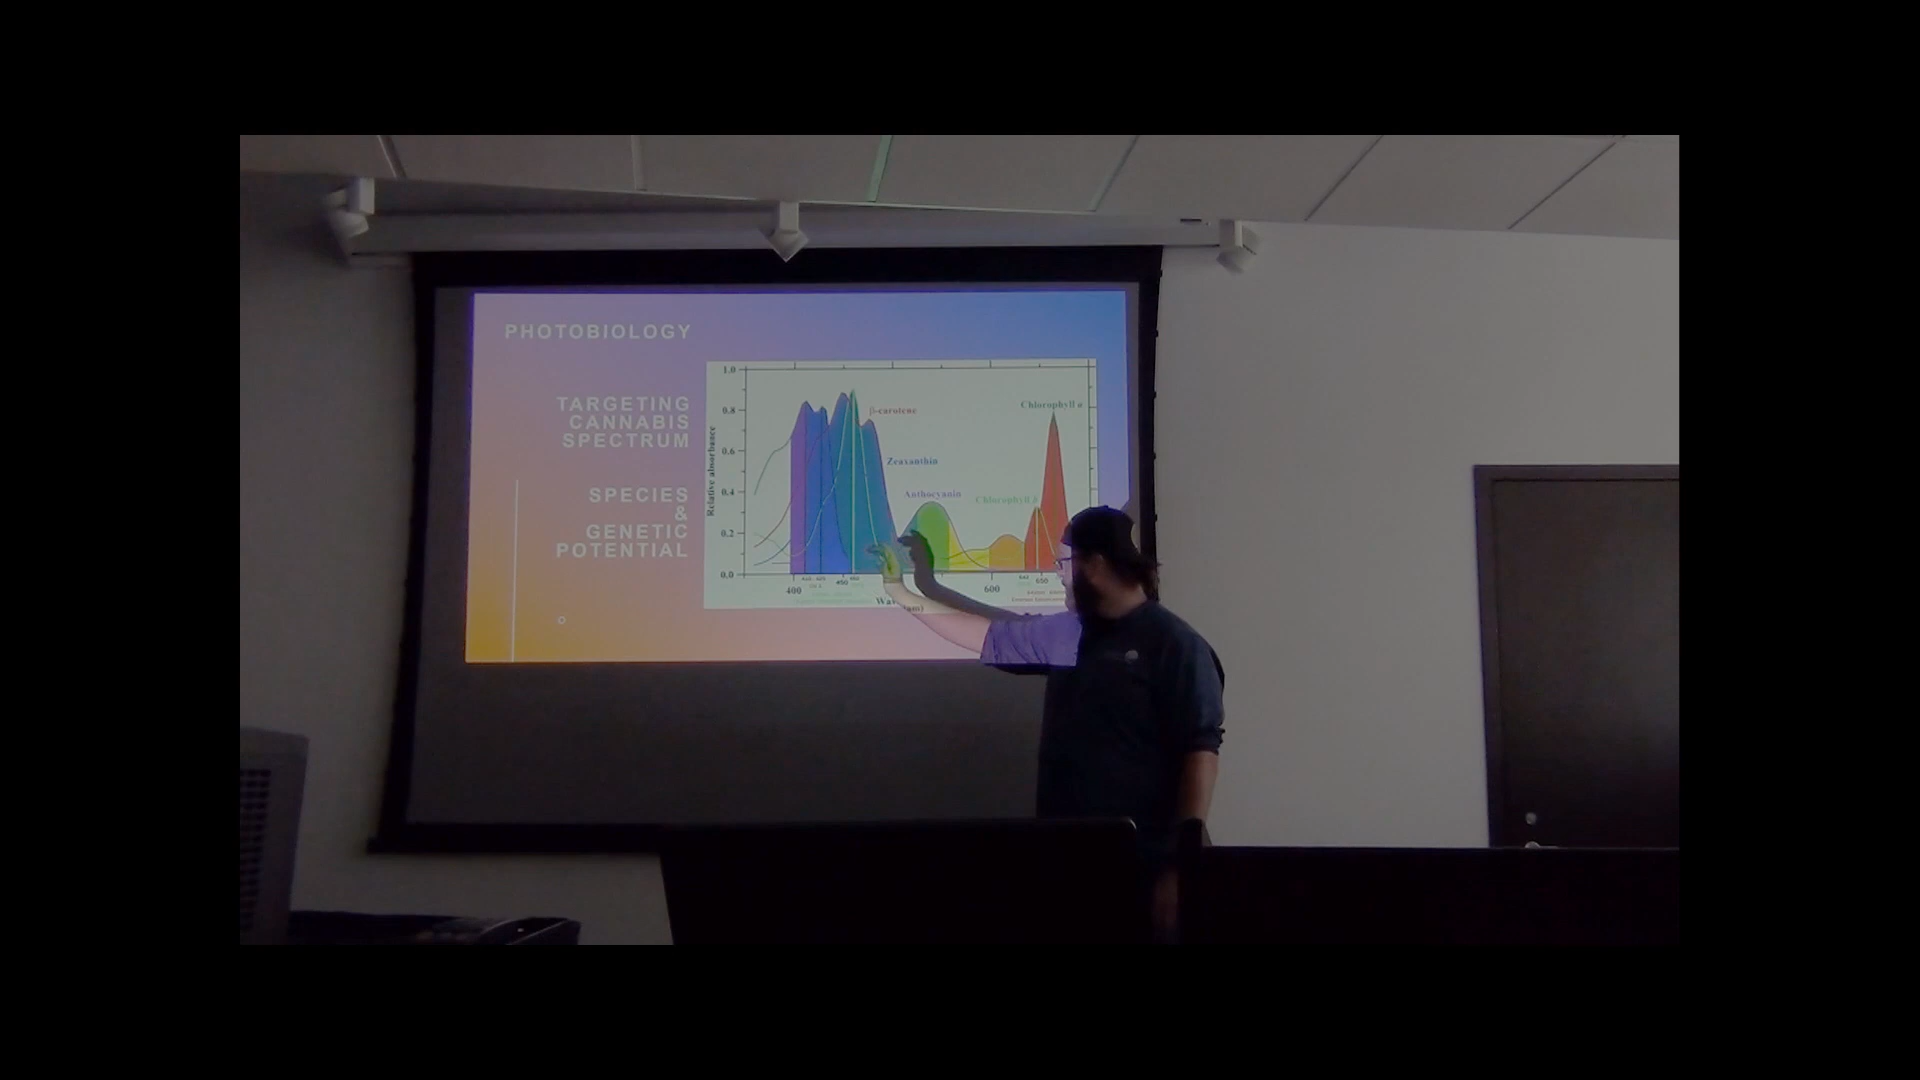 PHOTOBIOLOGY
TARGETING
CANNABIS
SPECTRUM
SPECIES
&
GENETIC
POTENTIAL
1.0
0.8
0.6
0.4
0.2
0.0
Relative absorbance
β-carotene
Zeaxanthin
Anthocyanin
Chlorophyll b
Chlorophyll a
400
450
600
650